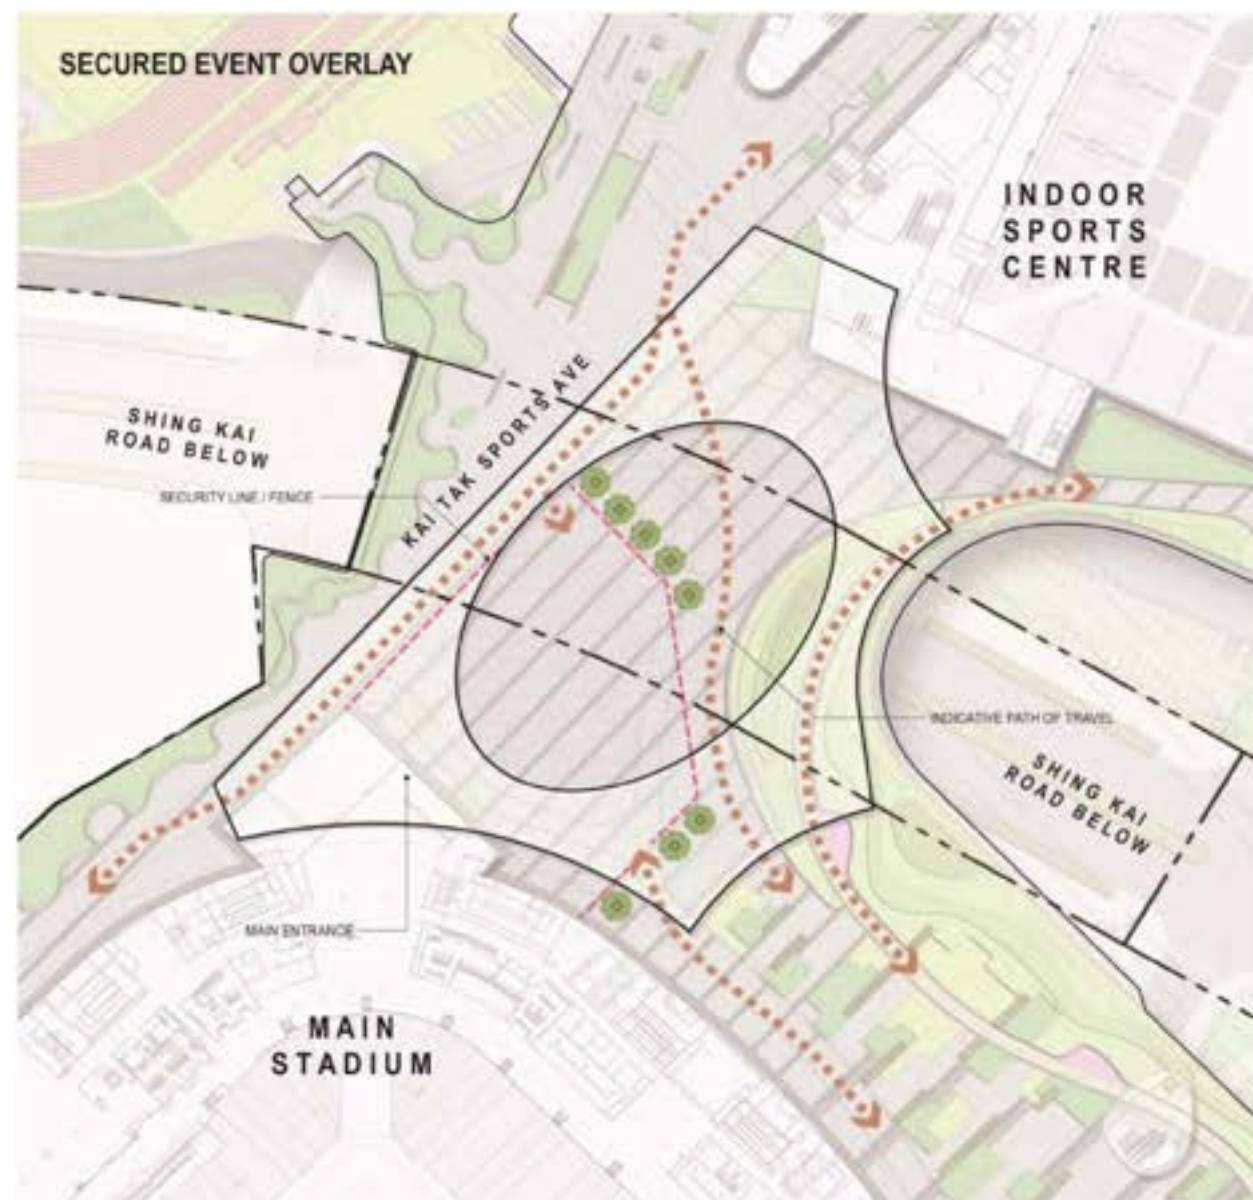 SECURED EVENT OVERLAY
INDOOR
SPORTS
CENTRE
KAI TAK SPORTS AVE
SHING KAI
ROAD BELOW
SECURITY LINE / FENCE
INDICATIVE PATH OF TRAVEL
SHING KAI
ROAD BELOW
MAIN ENTRANCE
MAIN
STADIUM